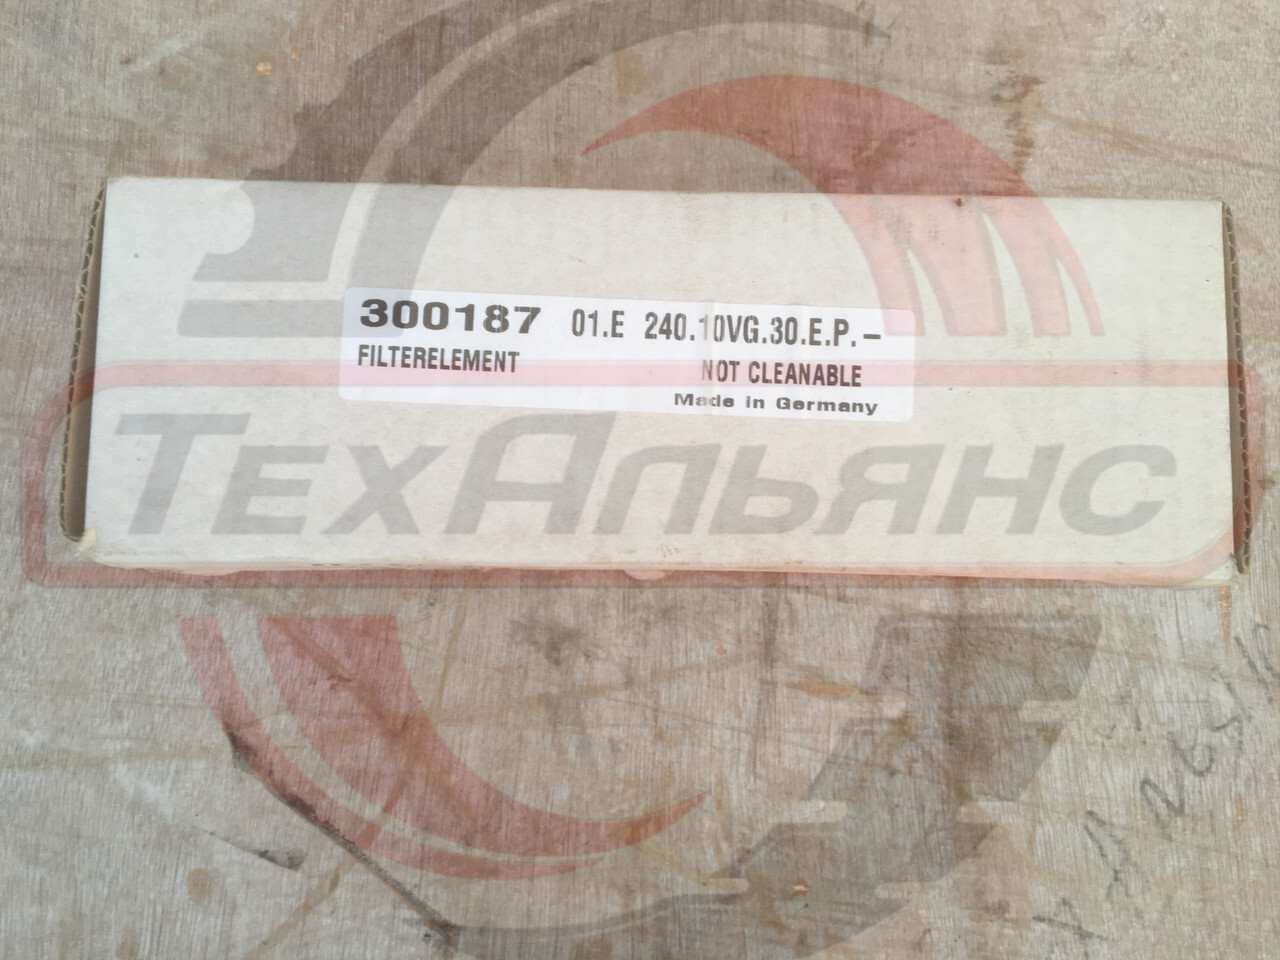 300187 01.E 240.10VG.30.E.P.–
FILTERELEMENT NOT CLEANABLE
Made in Germany
ТехАльянс